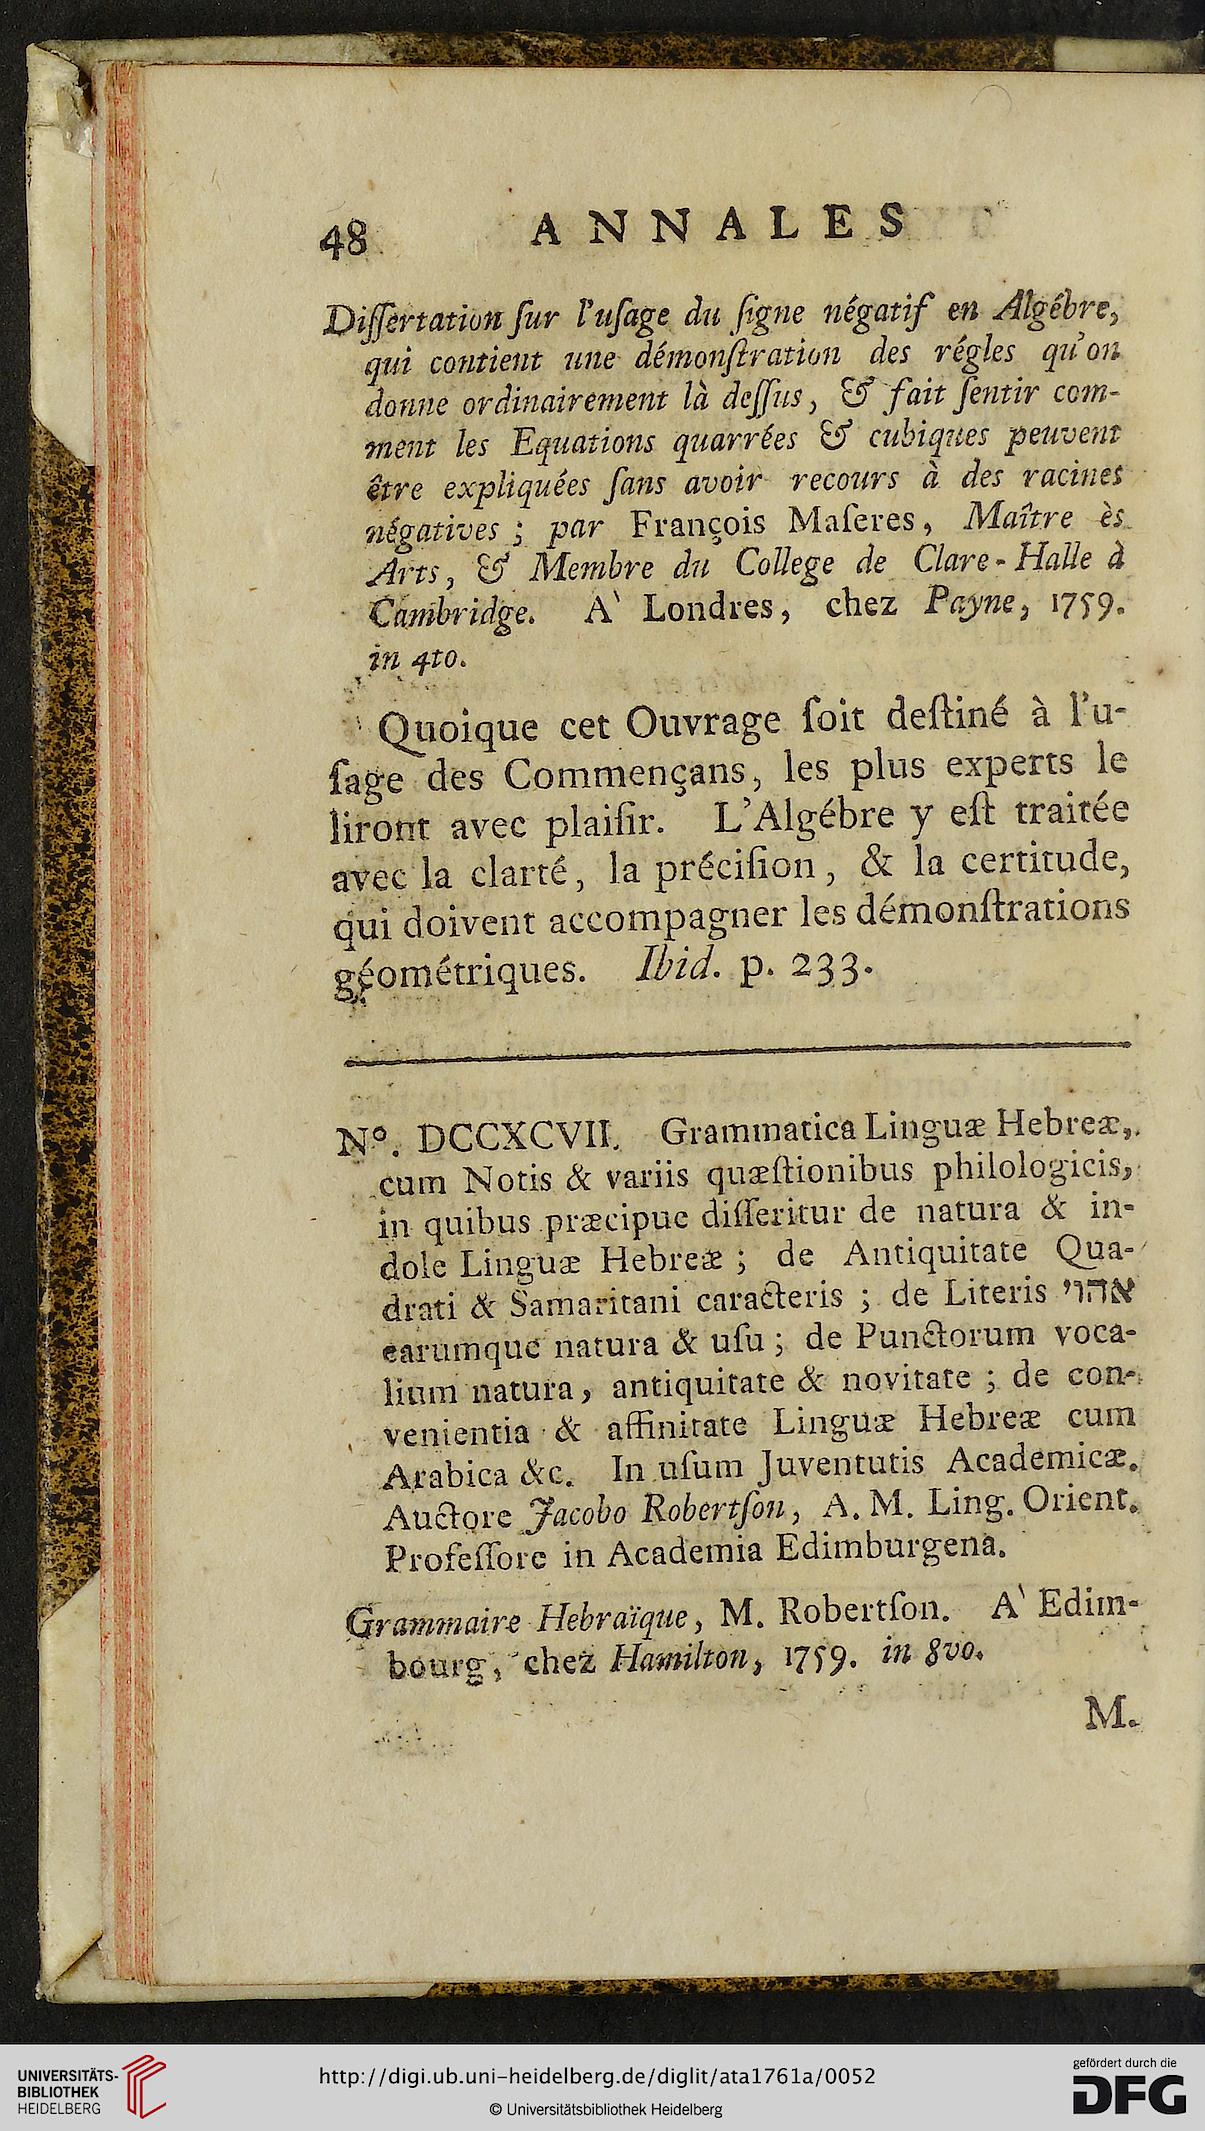 48 ANNALES
Diſſertation ſur l'uſage du ſigne négatif en Algébre,
qui contient une démonſtration des régles qu'on
donne ordinairement là deſſus, & fait ſentir com-
ment les Equations quarrées & cubiques peuvent
être expliquées ſans avoir recours à des racines
négatives ; par François Maſeres, Maître ès
Arts, & Membre du College de Clare-Halle à
Cambridge. A` Londres, chez Payne, 1759.
in 4to.
Quoique cet Ouvrage ſoit deſtiné à l'u-
ſage des Commençans, les plus experts le
liront avec plaiſir. L'Algébre y eſt traitée
avec la clarté, la préciſion, & la certitude,
qui doivent accompagner les démonſtrations
géométriques. Ibid. p. 233.
Nº. DCCXCVII. Grammatica Linguæ Hebreæ,
cum Notis & variis quæſtionibus philologicis,
in quibus præcipue diſſeritur de natura & in-
dole Linguæ Hebreæ ; de Antiquitate Qua-
drati & Samaritani caracteris ; de Literis אהוי
earumque natura & uſu ; de Punctorum voca-
lium natura, antiquitate & novitate ; de con-
venientia & affinitate Linguæ Hebreæ cum
Arabica &c. In uſum Juventutis Academicæ.
Auctore Jacobo Robertſon, A. M. Ling. Orient.
Profeſſore in Academia Edimburgena.
Grammaire Hebraïque, M. Robertſon. A` Edim-
bourg, chez Hamilton, 1759. in 8vo.
M.
UNIVERSITÄTS-
BIBLIOTHEK
HEIDELBERG
http://digi.ub.uni-heidelberg.de/diglit/ata1761a/0052
© Universitätsbibliothek Heidelberg
gefördert durch die
DFG